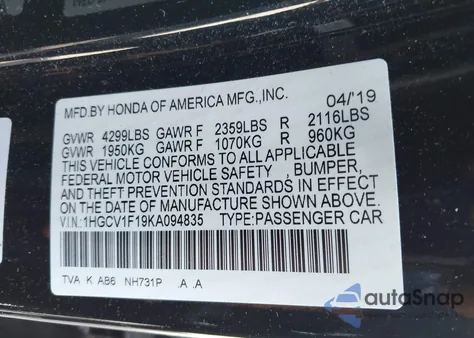 MFD.BY HONDA OF AMERICA MFG.,INC. 04/'19
GVWR 4299LBS GAWR F 2359LBS R 2116LBS
GVWR 1950KG GAWR F 1070KG R 960KG
THIS VEHICLE CONFORMS TO ALL APPLICABLE
FEDERAL MOTOR VEHICLE SAFETY , BUMPER,
AND THEFT PREVENTION STANDARDS IN EFFECT
ON THE DATE OF MANUFACTURE SHOWN ABOVE.
V.I.N.:1HGCV1F19KA094835 TYPE:PASSENGER CAR
TVA K AB6 NH731P .A .A
autaSnap